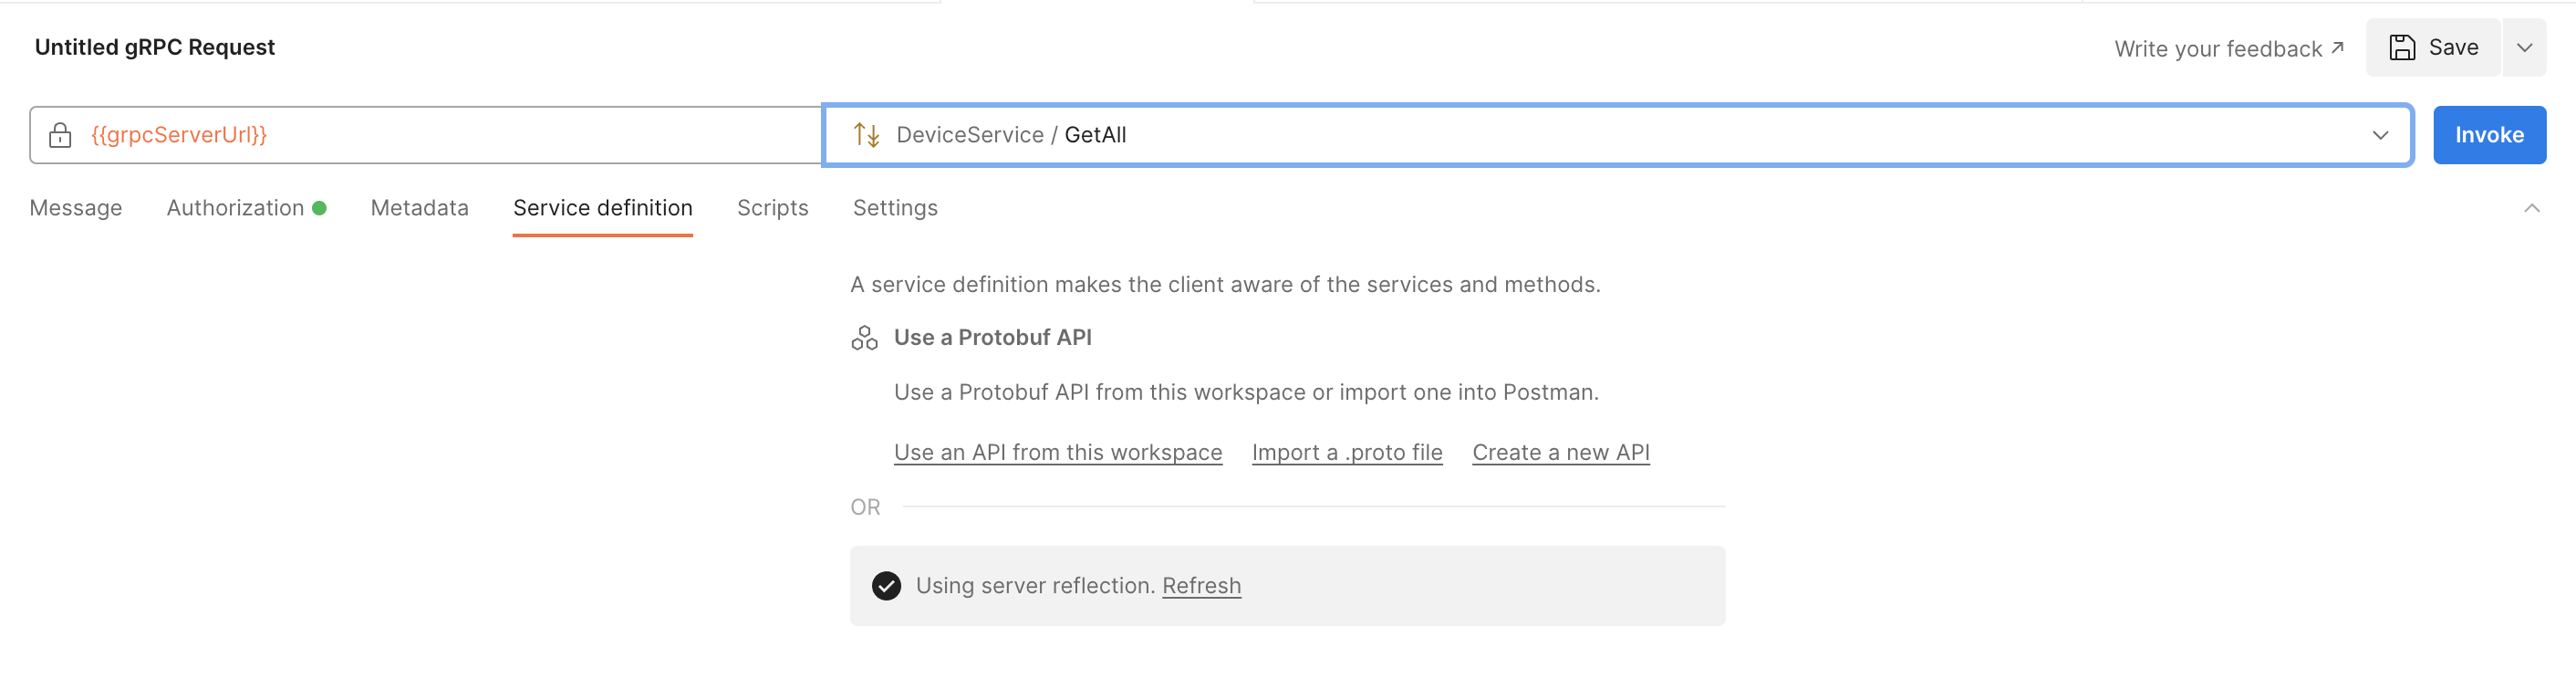 Untitled gRPC Request
Write your feedback ↗ Save
{{grpcServerUrl}} DeviceService / GetAll Invoke
Message Authorization Metadata Service definition Scripts Settings
A service definition makes the client aware of the services and methods.
Use a Protobuf API
Use a Protobuf API from this workspace or import one into Postman.
Use an API from this workspace Import a .proto file Create a new API
OR
Using server reflection. Refresh